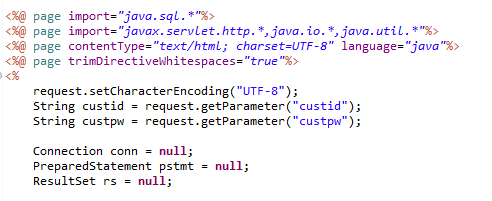 <%@ page import="java.sql.*"%>
<%@ page import="javax.servlet.http.*,java.io.*,java.util.*"%>
<%@ page contentType="text/html; charset=UTF-8" language="java"%>
<%@ page trimDirectiveWhitespaces="true"%>
<%
request.setCharacterEncoding("UTF-8");
String custid = request.getParameter("custid");
String custpw = request.getParameter("custpw");
Connection conn = null;
PreparedStatement pstmt = null;
ResultSet rs = null;